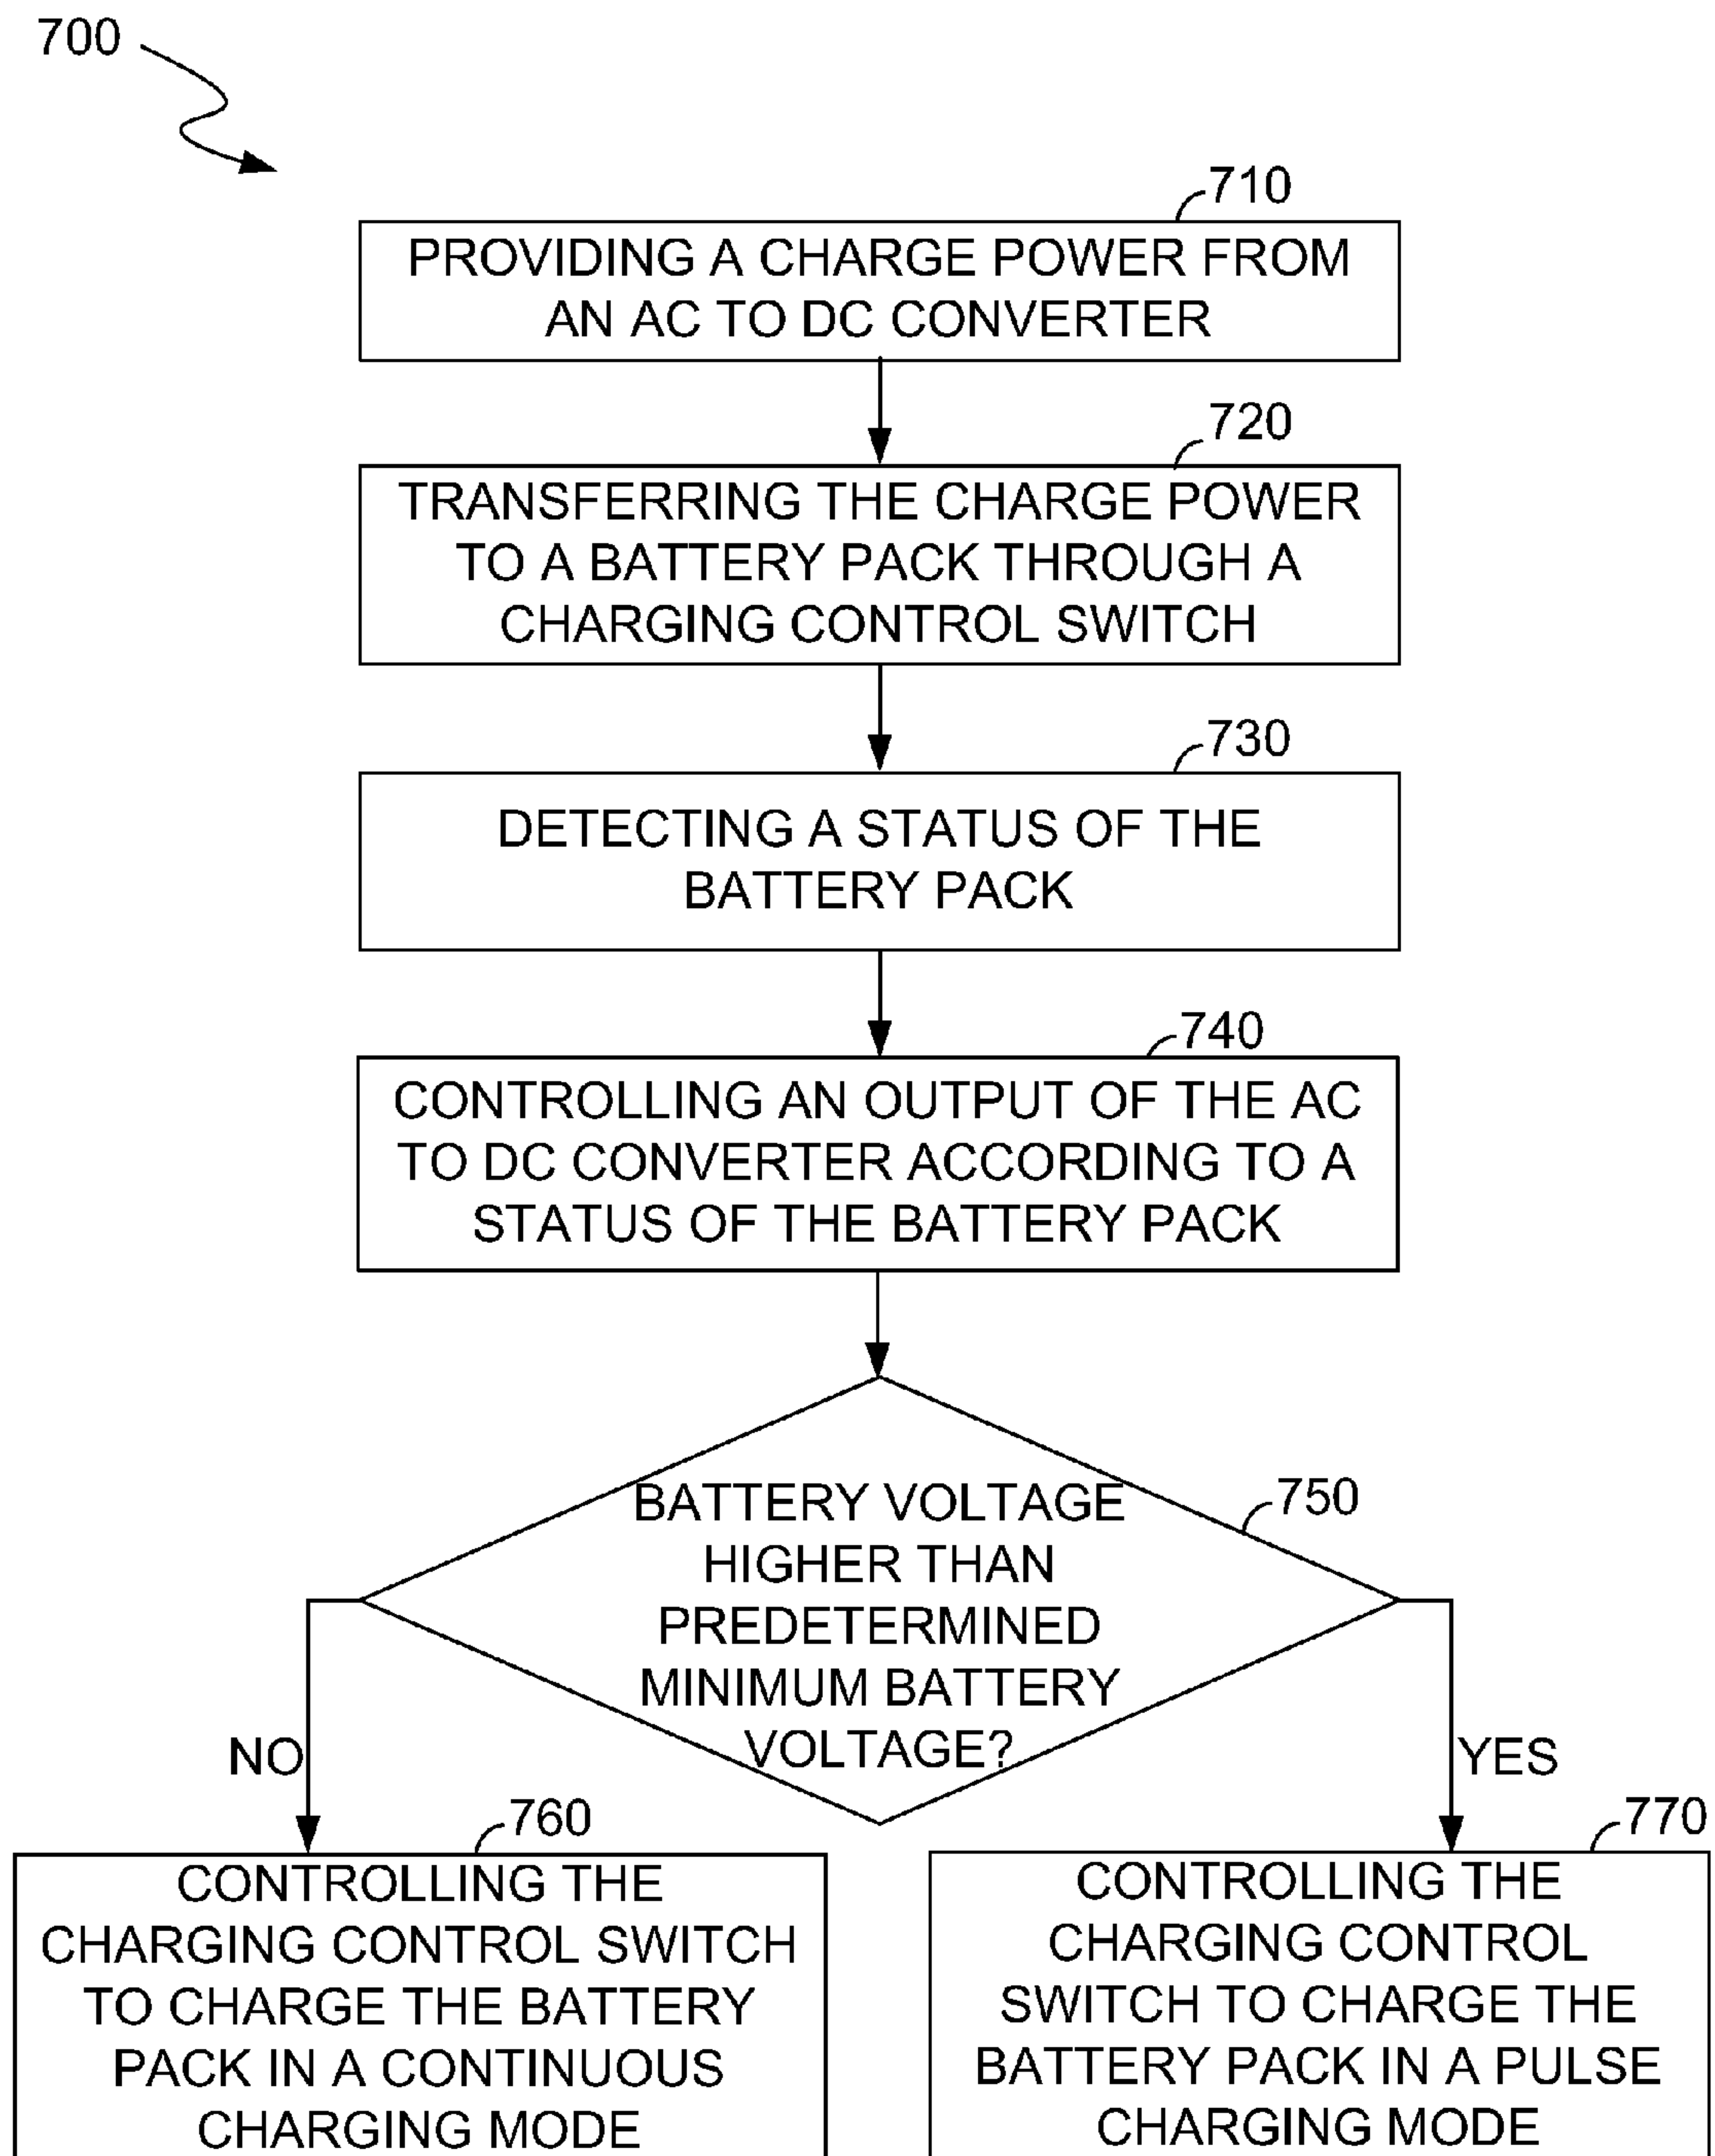 700
710
PROVIDING A CHARGE POWER FROM
AN AC TO DC CONVERTER
720
TRANSFERRING THE CHARGE POWER
TO A BATTERY PACK THROUGH A
CHARGING CONTROL SWITCH
730
DETECTING A STATUS OF THE
BATTERY PACK
740
CONTROLLING AN OUTPUT OF THE AC
TO DC CONVERTER ACCORDING TO A
STATUS OF THE BATTERY PACK
750
BATTERY VOLTAGE
HIGHER THAN
PREDETERMINED
MINIMUM BATTERY
VOLTAGE?
NO
YES
760
CONTROLLING THE
CHARGING CONTROL SWITCH
TO CHARGE THE BATTERY
PACK IN A CONTINUOUS
CHARGING MODE
770
CONTROLLING THE
CHARGING CONTROL
SWITCH TO CHARGE THE
BATTERY PACK IN A PULSE
CHARGING MODE